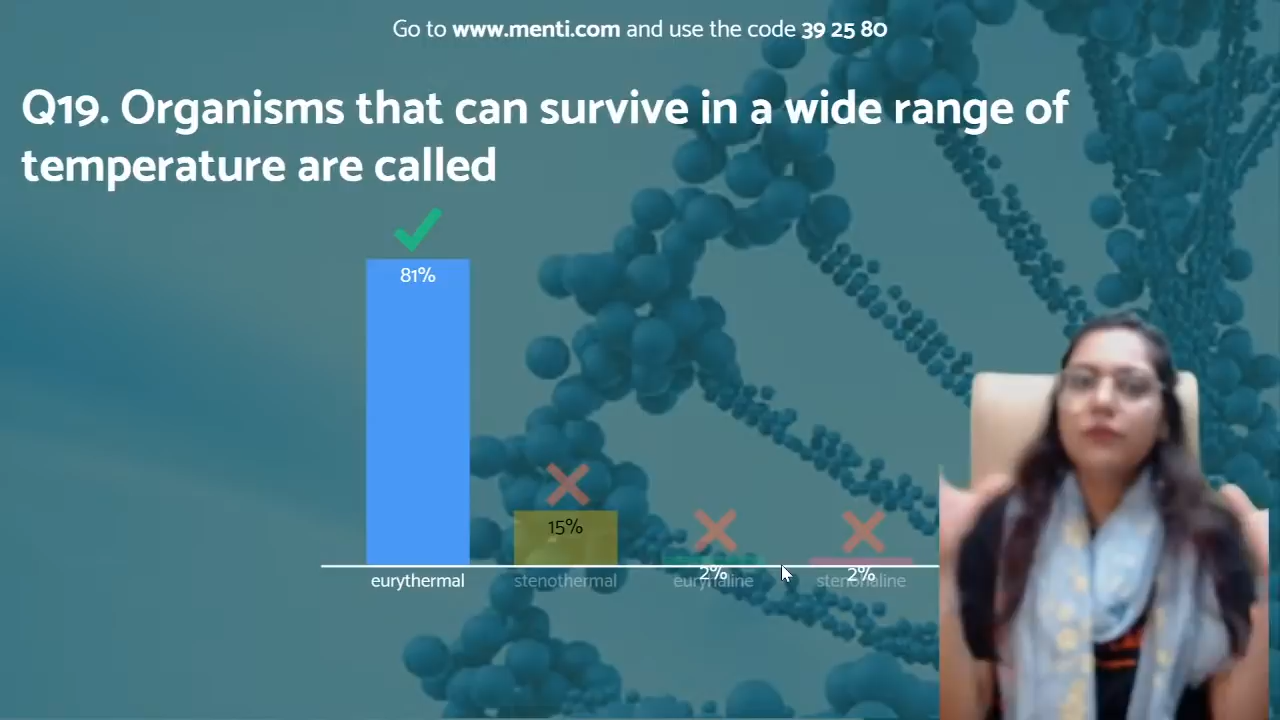 Go to www.menti.com and use the code 39 25 80
Q19. Organisms that can survive in a wide range of
temperature are called
81%
15%
2%
2%
eurythermal
stenothermal
euryhaline
stenohaline